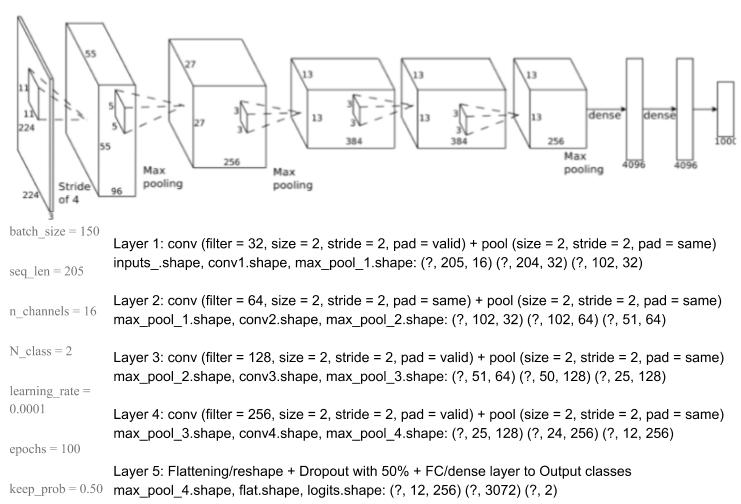 55
27
13
13
13
11
11
224
5
5
3
3
3
3
3
3
55
27
13
13
13
dense
dense
224
3
Stride
of 4
96
Max
pooling
256
Max
pooling
384
384
256
Max
pooling
4096
4096
1000
batch_size = 150
seq_len = 205
n_channels = 16
N_class = 2
learning_rate =
0.0001
epochs = 100
keep_prob = 0.50
Layer 1: conv (filter = 32, size = 2, stride = 2, pad = valid) + pool (size = 2, stride = 2, pad = same)
inputs_.shape, conv1.shape, max_pool_1.shape: (?, 205, 16) (?, 204, 32) (?, 102, 32)
Layer 2: conv (filter = 64, size = 2, stride = 2, pad = same) + pool (size = 2, stride = 2, pad = same)
max_pool_1.shape, conv2.shape, max_pool_2.shape: (?, 102, 32) (?, 102, 64) (?, 51, 64)
Layer 3: conv (filter = 128, size = 2, stride = 2, pad = valid) + pool (size = 2, stride = 2, pad = same)
max_pool_2.shape, conv3.shape, max_pool_3.shape: (?, 51, 64) (?, 50, 128) (?, 25, 128)
Layer 4: conv (filter = 256, size = 2, stride = 2, pad = valid) + pool (size = 2, stride = 2, pad = same)
max_pool_3.shape, conv4.shape, max_pool_4.shape: (?, 25, 128) (?, 24, 256) (?, 12, 256)
Layer 5: Flattening/reshape + Dropout with 50% + FC/dense layer to Output classes
max_pool_4.shape, flat.shape, logits.shape: (?, 12, 256) (?, 3072) (?, 2)